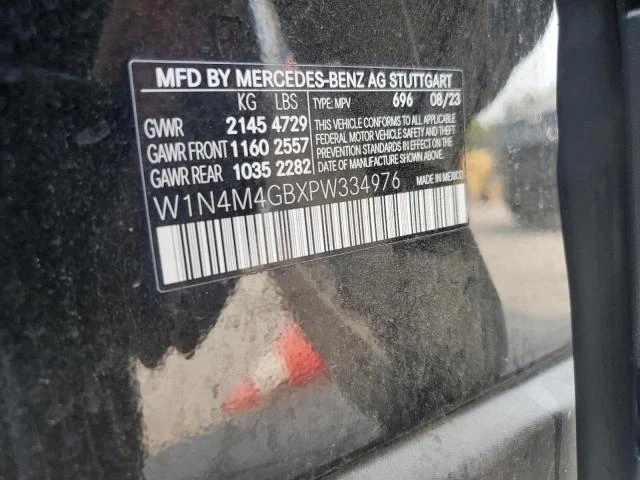 MFD BY MERCEDES-BENZ AG STUTTGART
KG LBS TYPE: MPV 696 08/23
GVWR 2145 4729
GAWR FRONT 1160 2557
GAWR REAR 1035 2282
THIS VEHICLE CONFORMS TO ALL APPLICABLE
FEDERAL MOTOR VEHICLE SAFETY AND THEFT
PREVENTION STANDARDS IN EFFECT ON THE
DATE OF MANUFACTURE SHOWN ABOVE.
MADE IN MEXICO
W1N4M4GBXPW334976